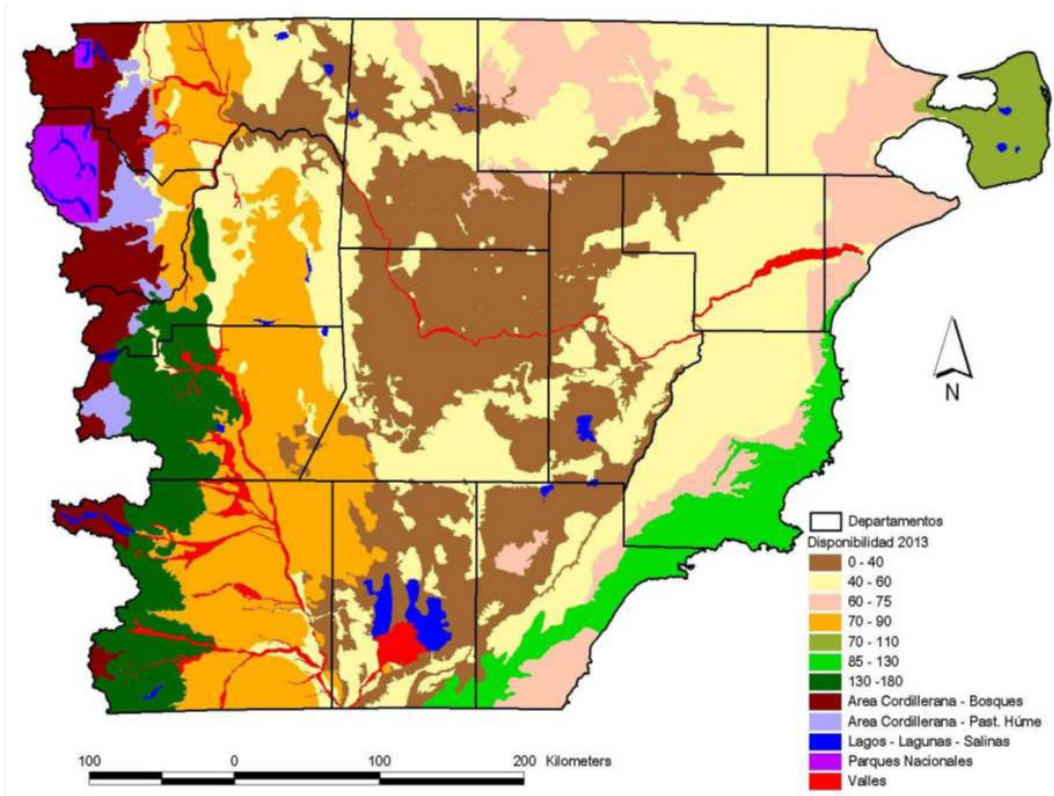 N
Departamentos
Disponibilidad 2013
0 - 40
40 - 60
60 - 75
70 - 90
70 - 110
85 - 130
130 -180
Area Cordillerana - Bosques
Area Cordillerana - Past. Húme
Lagos - Lagunas - Salinas
Parques Nacionales
Valles
100 0 100 200 Kilometers